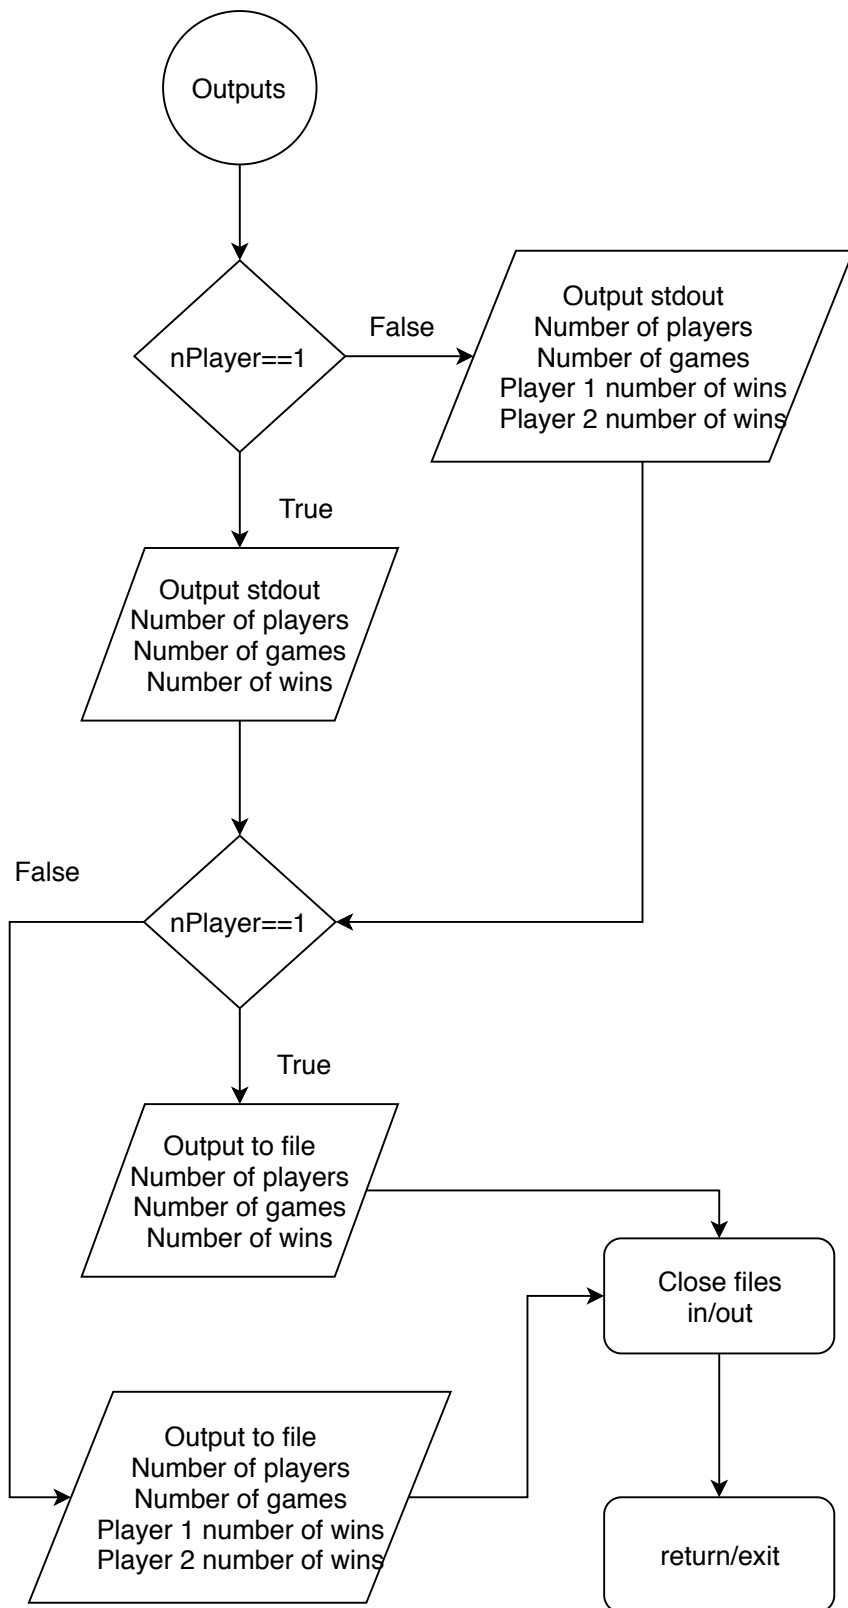 Outputs
nPlayer==1
False
Output stdout
Number of players
Number of games
Player 1 number of wins
Player 2 number of wins
True
Output stdout
Number of players
Number of games
Number of wins
False
nPlayer==1
True
Output to file
Number of players
Number of games
Number of wins
Close files
in/out
Output to file
Number of players
Number of games
Player 1 number of wins
Player 2 number of wins
return/exit